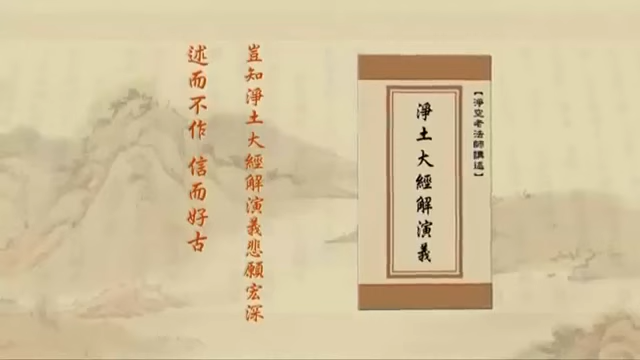 【淨空老法師講述】
淨土大經解演義
豈知淨土大經解演義悲願宏深
述而不作 信而好古